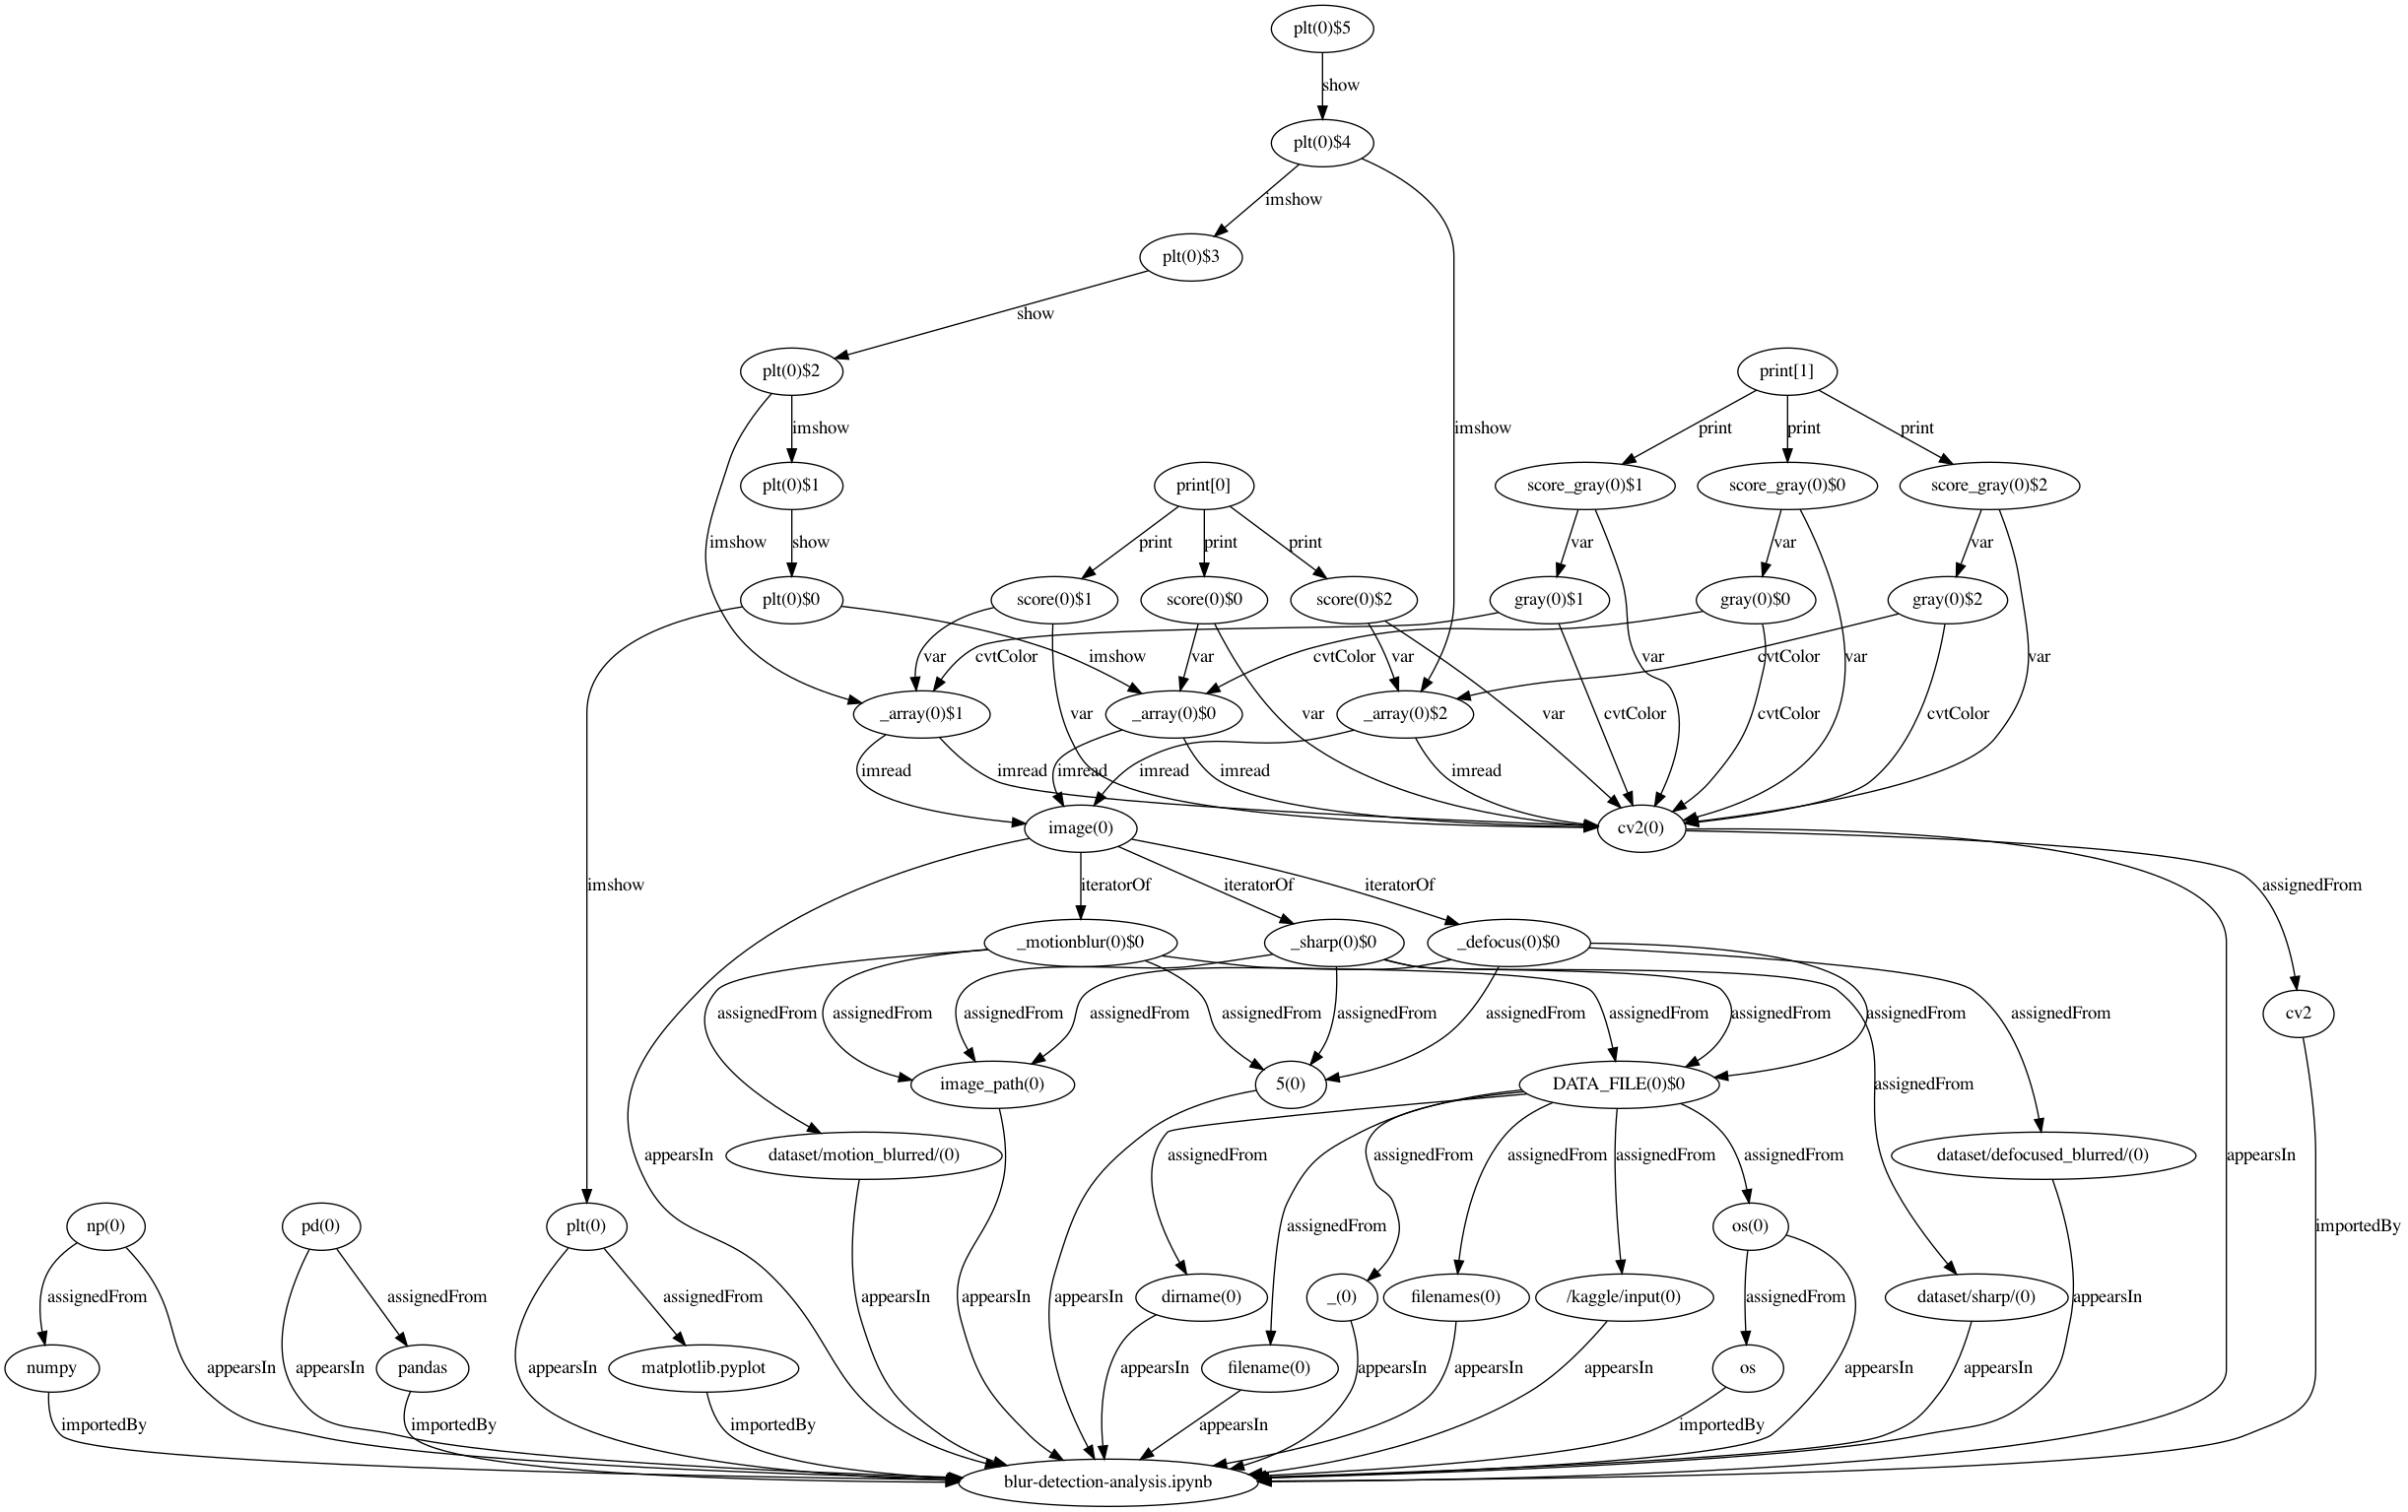 plt(0)$5
show
plt(0)$4
imshow
plt(0)$3
show
imshow
plt(0)$2
print[1]
imshow
print
print
print
plt(0)$1
print[0]
score_gray(0)$1
score_gray(0)$0
score_gray(0)$2
imshow
show
print
print
print
var
var
var
plt(0)$0
score(0)$1
score(0)$0
score(0)$2
gray(0)$1
gray(0)$0
gray(0)$2
var
cvtColor
imshow
var
cvtColor
var
var
cvtColor
var
var
_array(0)$1
var
_array(0)$0
var
_array(0)$2
var
cvtColor
cvtColor
cvtColor
imread
imread
imread
imread
imread
imread
image(0)
cv2(0)
imshow
iteratorOf
iteratorOf
iteratorOf
assignedFrom
_motionblur(0)$0
_sharp(0)$0
_defocus(0)$0
assignedFrom
assignedFrom
assignedFrom
assignedFrom
assignedFrom
assignedFrom
assignedFrom
assignedFrom
assignedFrom
assignedFrom
assignedFrom
cv2
image_path(0)
5(0)
DATA_FILE(0)$0
assignedFrom
appearsIn
dataset/motion_blurred/(0)
assignedFrom
assignedFrom
assignedFrom
assignedFrom
assignedFrom
dataset/defocused_blurred/(0)
appearsIn
np(0)
pd(0)
plt(0)
assignedFrom
os(0)
importedBy
assignedFrom
assignedFrom
assignedFrom
appearsIn
appearsIn
appearsIn
dirname(0)
_(0)
filenames(0)
/kaggle/input(0)
assignedFrom
dataset/sharp/(0)
appearsIn
numpy
appearsIn
appearsIn
pandas
appearsIn
matplotlib.pyplot
appearsIn
filename(0)
appearsIn
appearsIn
appearsIn
os
appearsIn
appearsIn
importedBy
importedBy
importedBy
appearsIn
importedBy
blur-detection-analysis.ipynb